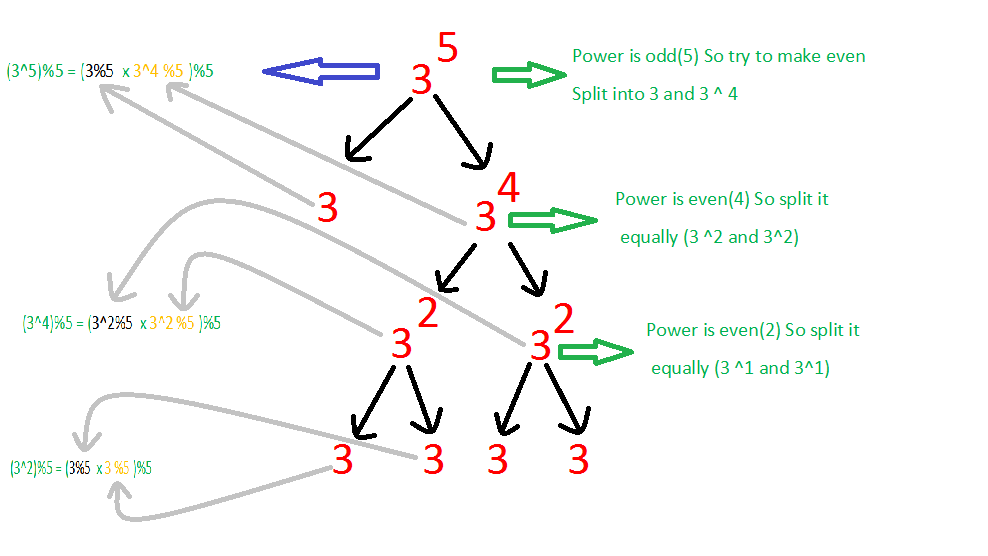 (3^5)%5 = (3%5 x 3^4 %5 )%5
3^5
Power is odd(5) So try to make even
Split into 3 and 3 ^ 4
3
3^4
Power is even(4) So split it
equally (3 ^2 and 3^2)
(3^4)%5 = (3^2%5 x 3^2 %5 )%5
3^2
3^2
Power is even(2) So split it
equally (3 ^1 and 3^1)
(3^2)%5 = (3%5 x 3 %5 )%5
3 3 3 3